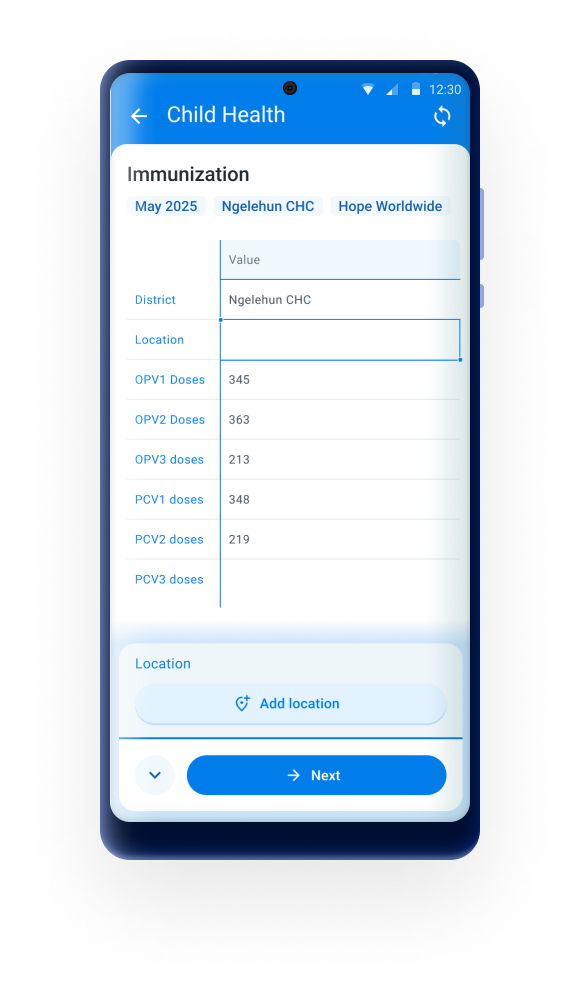 12:30
Child Health
Immunization
May 2025 Ngelehun CHC Hope Worldwide
Value
District Ngelehun CHC
Location
OPV1 Doses 345
OPV2 Doses 363
OPV3 doses 213
PCV1 doses 348
PCV2 doses 219
PCV3 doses
Location
Add location
Next